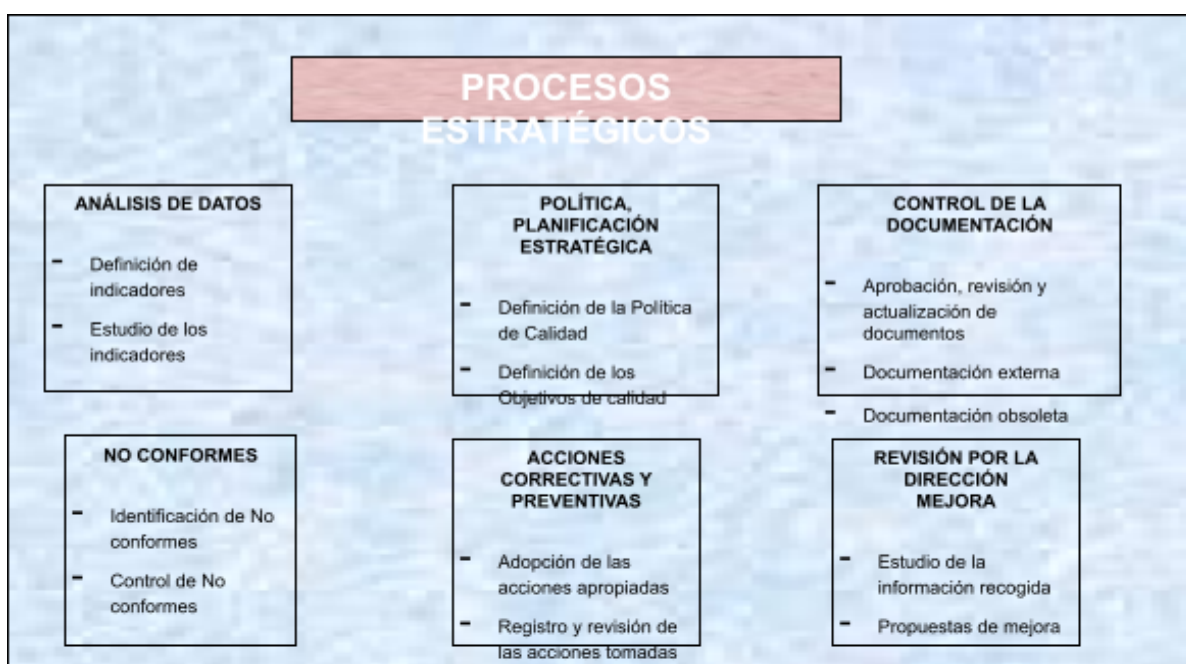 PROCESOS
ESTRATÉGICOS
ANÁLISIS DE DATOS
- Definición de
indicadores
- Estudio de los
indicadores
POLÍTICA,
PLANIFICACIÓN
ESTRATÉGICA
- Definición de la Política
de Calidad
- Definición de los
Objetivos de calidad
CONTROL DE LA
DOCUMENTACIÓN
- Aprobación, revisión y
actualización de
documentos
- Documentación externa
- Documentación obsoleta
NO CONFORMES
- Identificación de No
conformes
- Control de No
conformes
ACCIONES
CORRECTIVAS Y
PREVENTIVAS
- Adopción de las
acciones apropiadas
- Registro y revisión de
las acciones tomadas
REVISIÓN POR LA
DIRECCIÓN
MEJORA
- Estudio de la
información recogida
- Propuestas de mejora